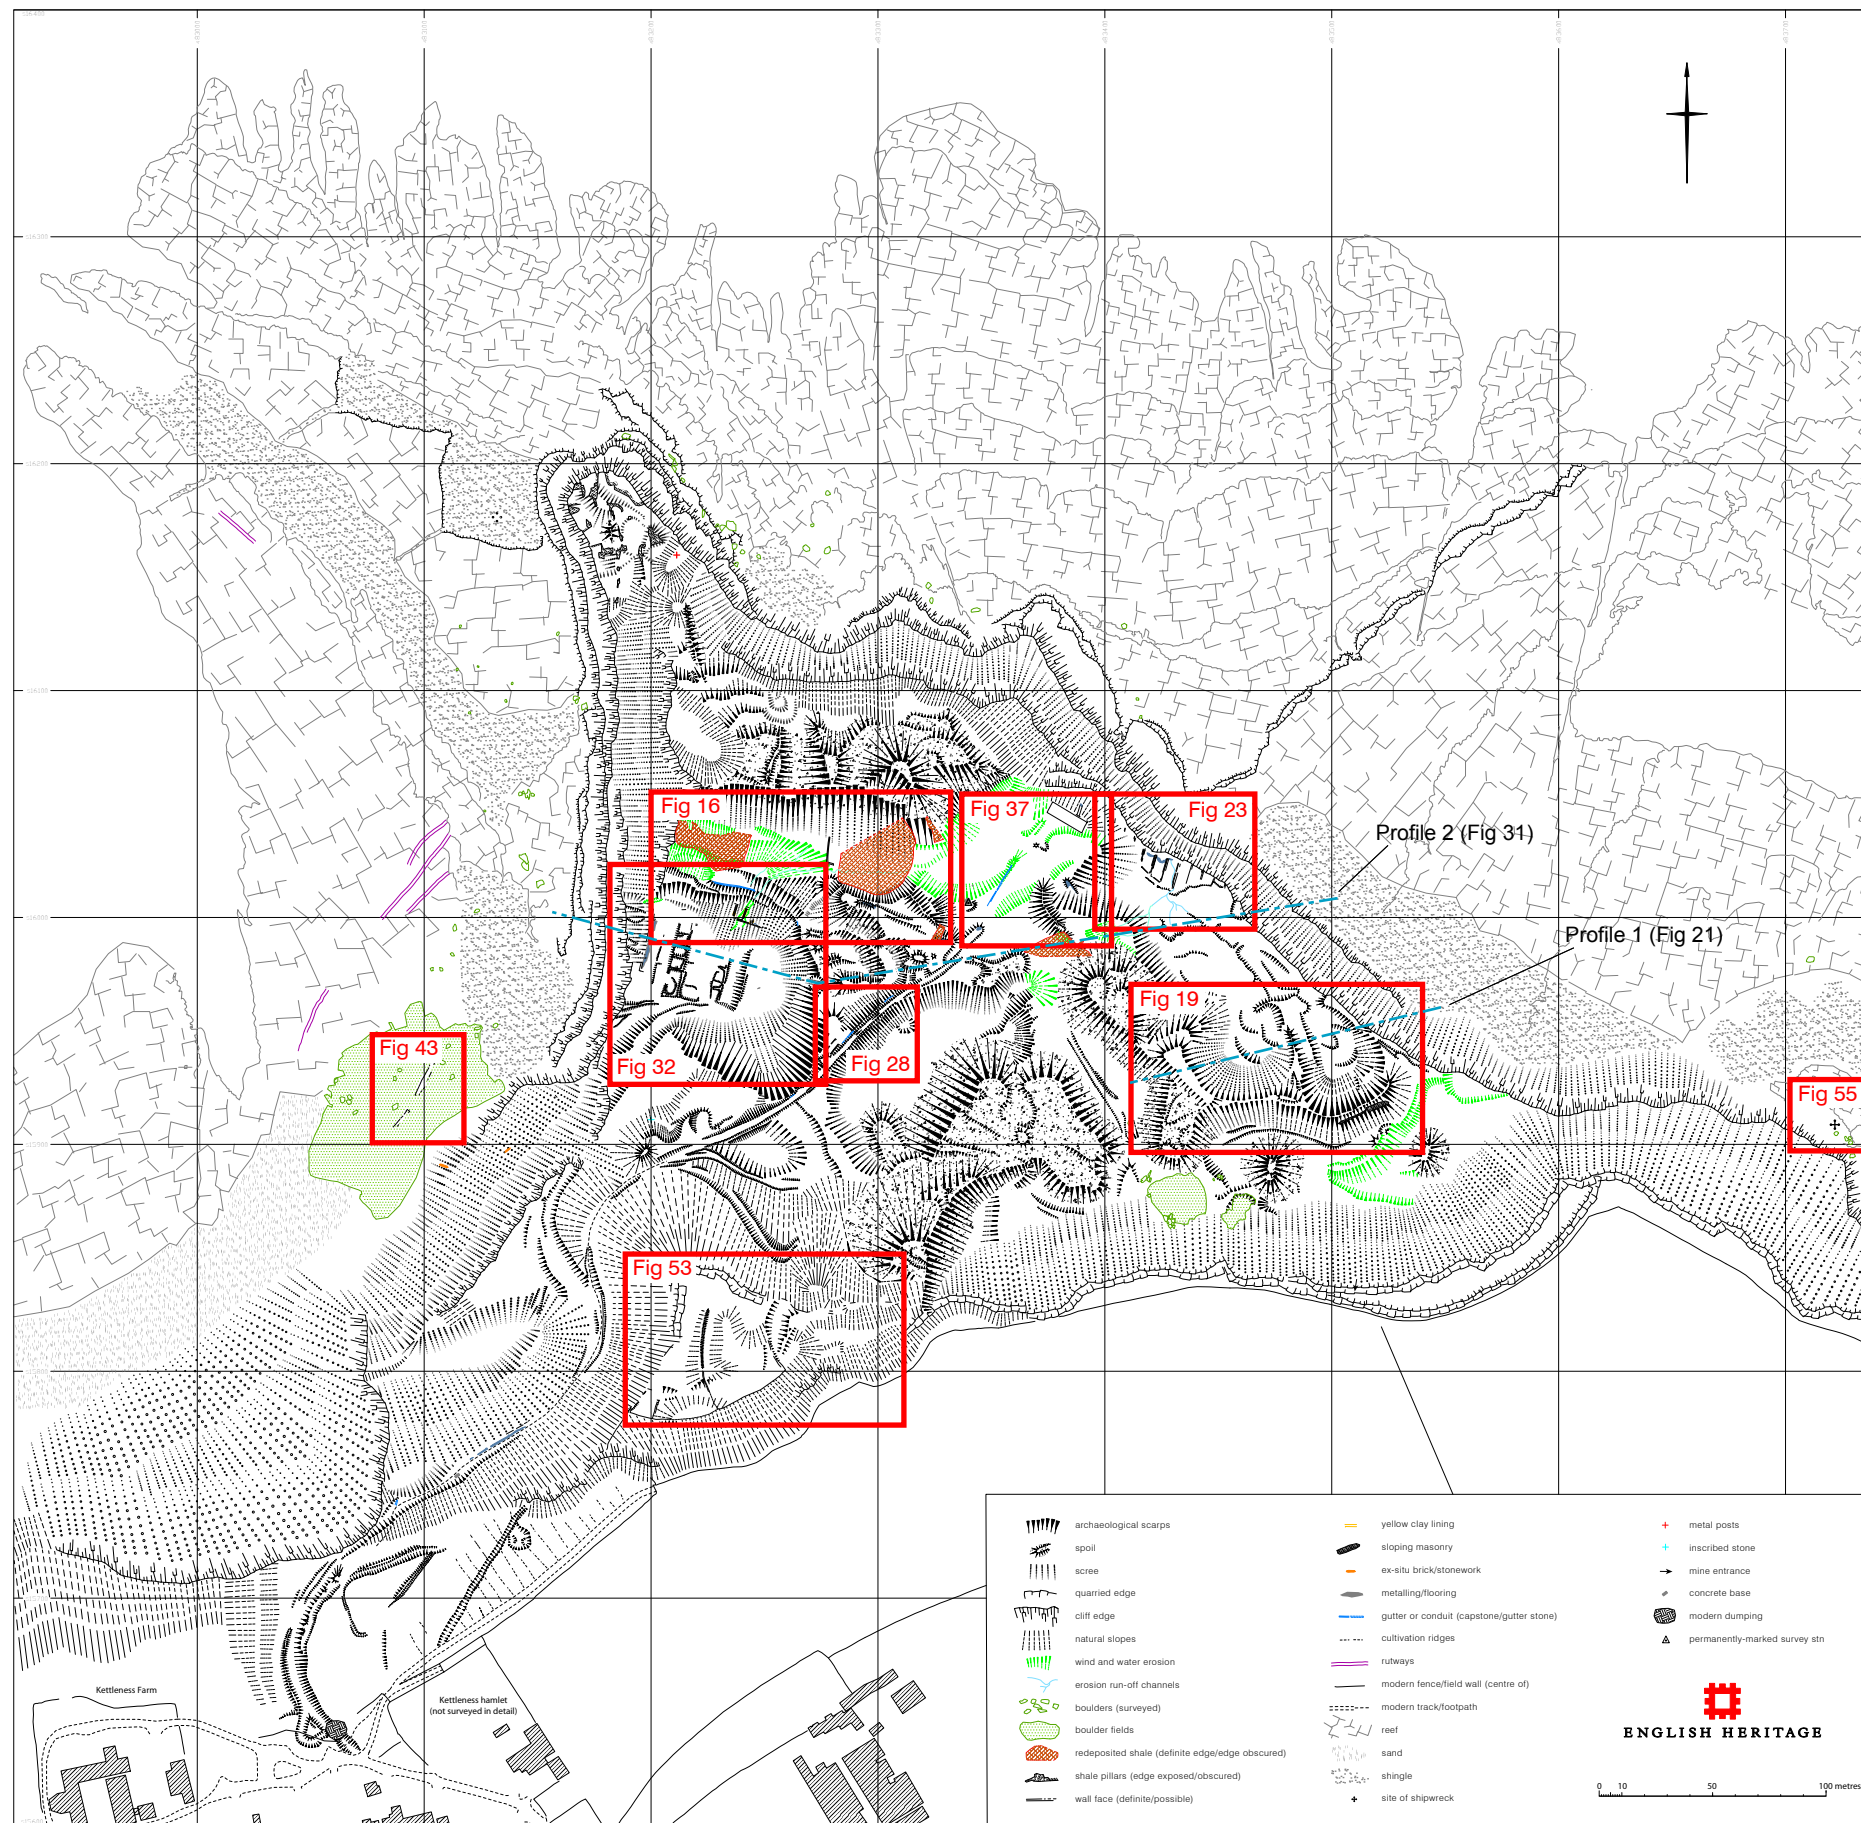 Fig 16
Fig 37
Fig 23
Profile 2 (Fig 31)
Profile 1 (Fig 21)
Fig 19
Fig 43
Fig 32
Fig 28
Fig 55
Fig 53
Kettleness Farm
Kettleness hamlet
(not surveyed in detail)
archaeological scarps
spoil
scree
quarried edge
cliff edge
natural slopes
wind and water erosion
erosion run-off channels
boulders (surveyed)
boulder fields
redeposited shale (definite edge/edge obscured)
shale pillars (edge exposed/obscured)
wall face (definite/possible)
yellow clay lining
sloping masonry
ex-situ brick/stonework
metalling/flooring
gutter or conduit (capstone/gutter stone)
cultivation ridges
rutways
modern fence/field wall (centre of)
modern track/footpath
reef
sand
shingle
site of shipwreck
metal posts
inscribed stone
mine entrance
concrete base
modern dumping
permanently-marked survey stn
ENGLISH HERITAGE
0 10 50 100 metres